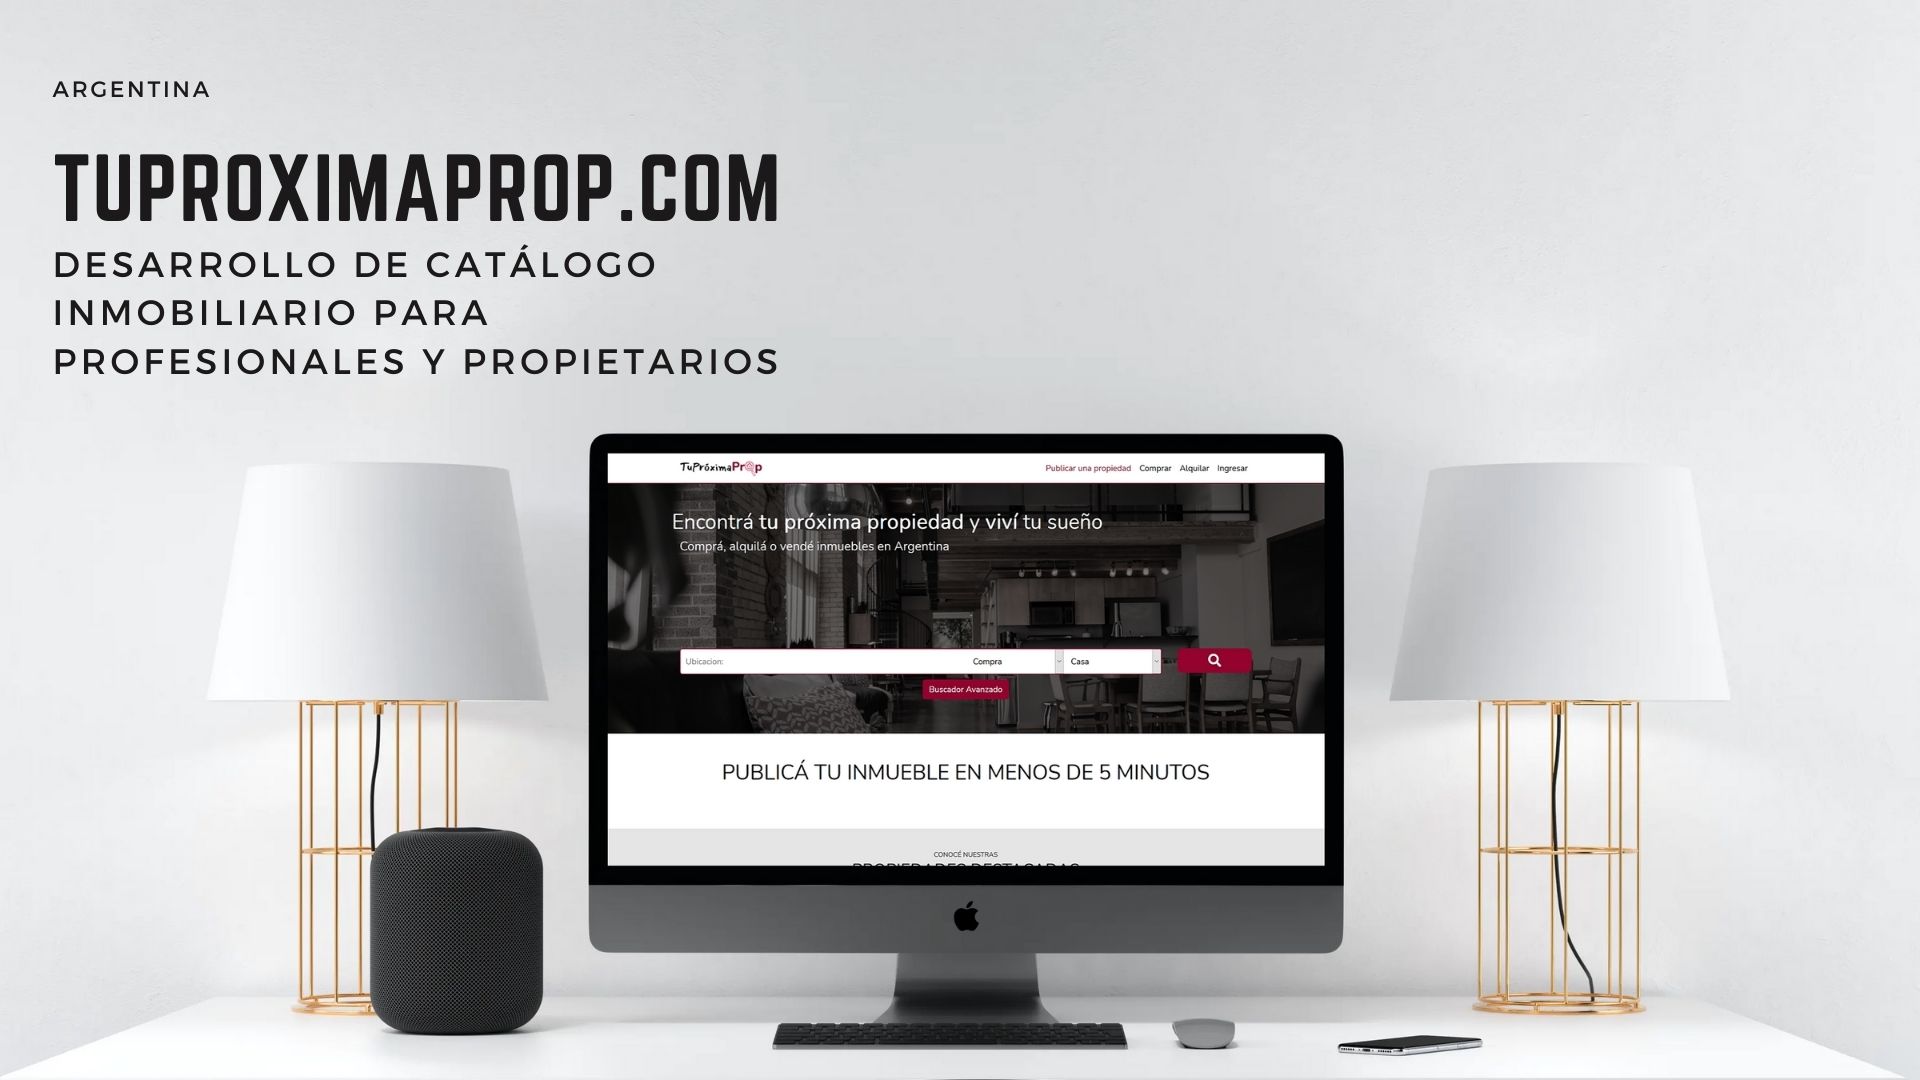 ARGENTINA
TUPROXIMAPROP.COM
DESARROLLO DE CATÁLOGO
INMOBILIARIO PARA
PROFESIONALES Y PROPIETARIOS
TuPróximaProp
Publicar una propiedad Comprar Alquilar Ingresar
Encontrá tu próxima propiedad y viví tu sueño
Comprá, alquilá o vendé inmuebles en Argentina
Ubicacion: Compra Casa
Buscador Avanzado
PUBLICÁ TU INMUEBLE EN MENOS DE 5 MINUTOS
CONOCÉ NUESTRAS
PROPIEDADES DESTACADAS